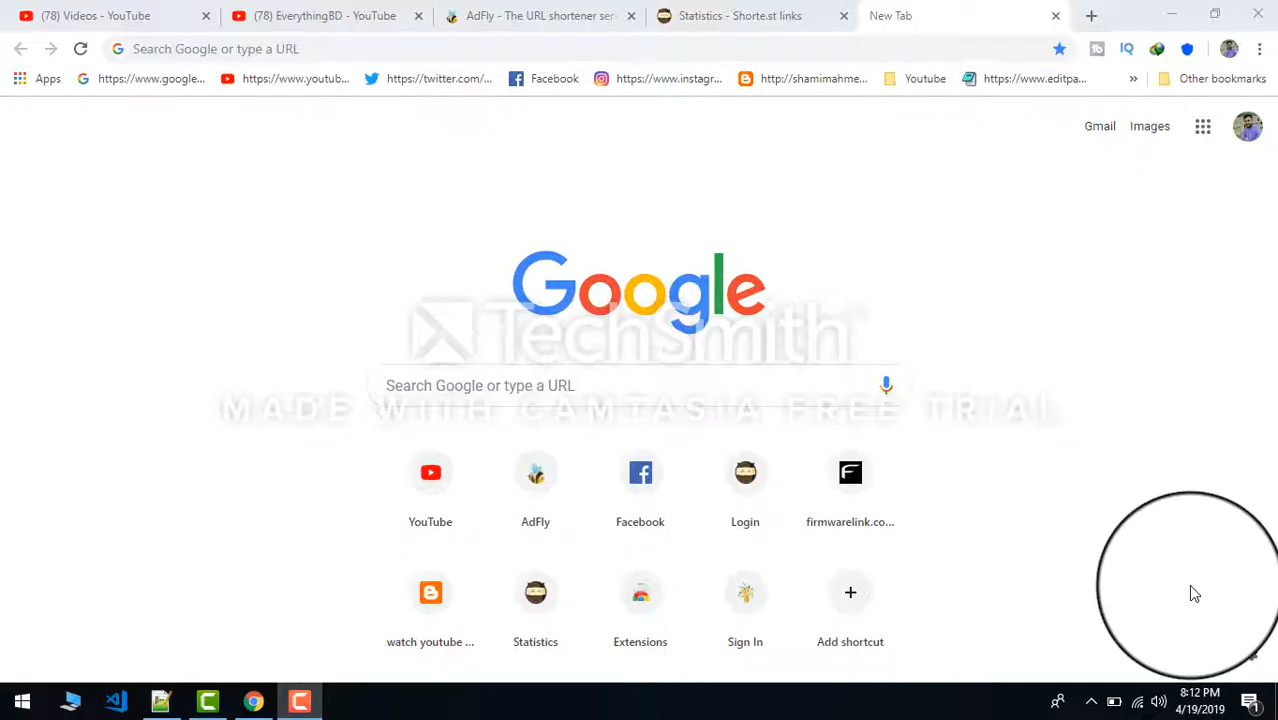 (78) Videos - YouTube
(78) EverythingBD - YouTube
AdFly - The URL shortener ser
Statistics - Shorte.st links
New Tab
Search Google or type a URL
Apps
https://www.google...
https://www.youtub...
https://twitter.com/...
Facebook
https://www.instagr...
http://shamimahme...
Youtube
https://www.editpa...
Other bookmarks
Gmail
Images
Google
TechSmith
Search Google or type a URL
MADE WITH CAMTASIA FREE TRIAL
YouTube
AdFly
Facebook
Login
firmwarelink.co...
watch youtube ...
Statistics
Extensions
Sign In
Add shortcut
8:12 PM
4/19/2019